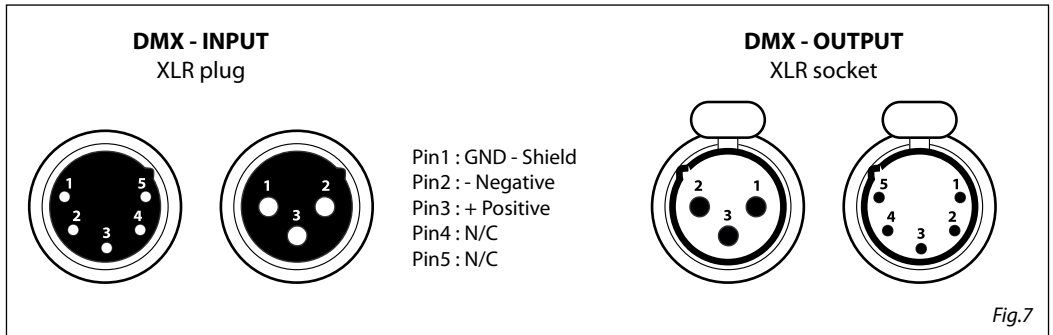 DMX - INPUT
XLR plug
1
5
2
4
3
1
2
3
Pin1 : GND - Shield
Pin2 : - Negative
Pin3 : + Positive
Pin4 : N/C
Pin5 : N/C
DMX - OUTPUT
XLR socket
2
1
3
5
1
4
2
3
Fig.7